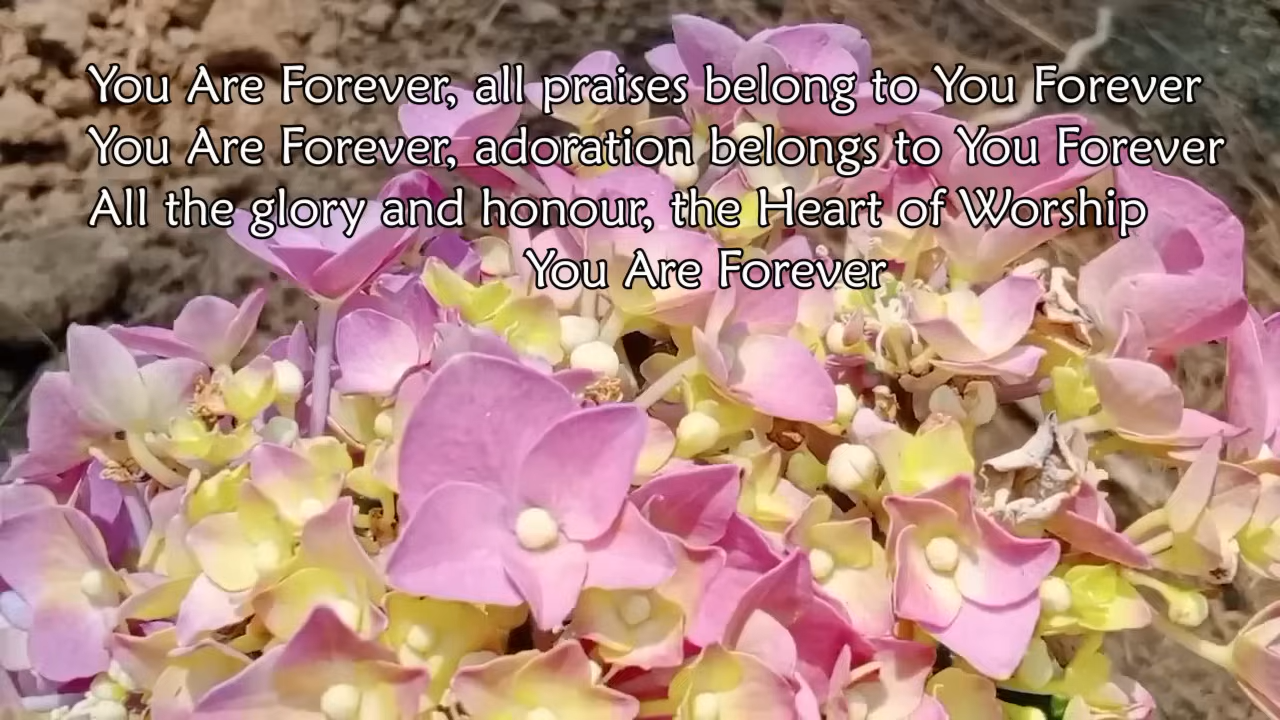 You Are Forever, all praises belong to You Forever
You Are Forever, adoration belongs to You Forever
All the glory and honour, the Heart of Worship
You Are Forever